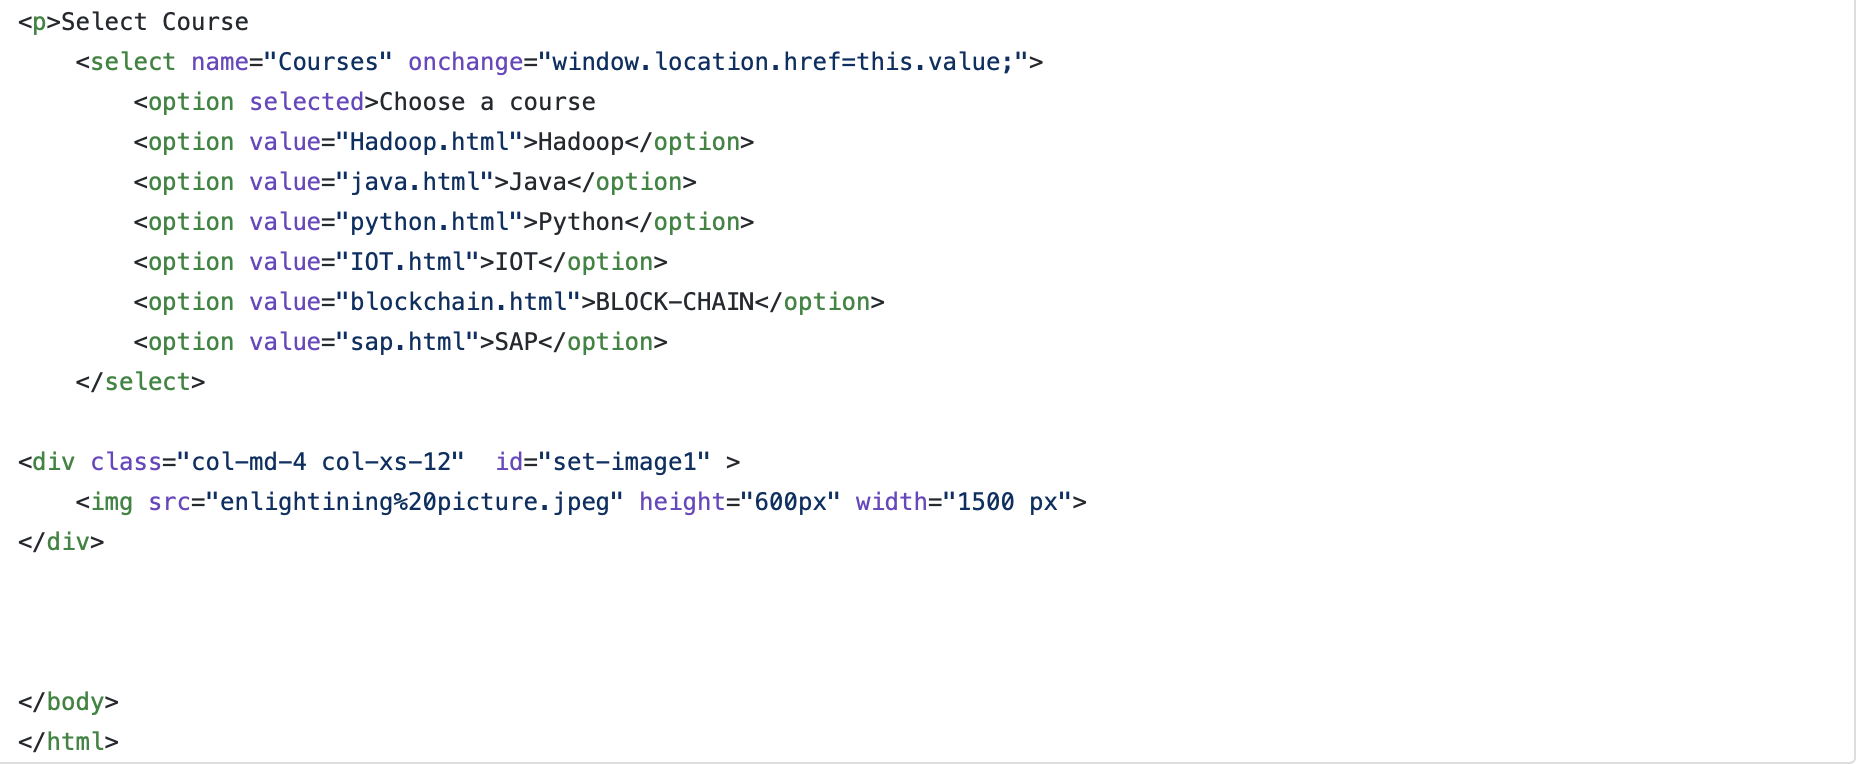 <p>Select Course
    <select name="Courses" onchange="window.location.href=this.value;">
        <option selected>Choose a course
        <option value="Hadoop.html">Hadoop</option>
        <option value="java.html">Java</option>
        <option value="python.html">Python</option>
        <option value="IOT.html">IOT</option>
        <option value="blockchain.html">BLOCK-CHAIN</option>
        <option value="sap.html">SAP</option>
    </select>

<div class="col-md-4 col-xs-12"  id="set-image1" >
    <img src="enlightining%20picture.jpeg" height="600px" width="1500 px">
</div>

</body>
</html>